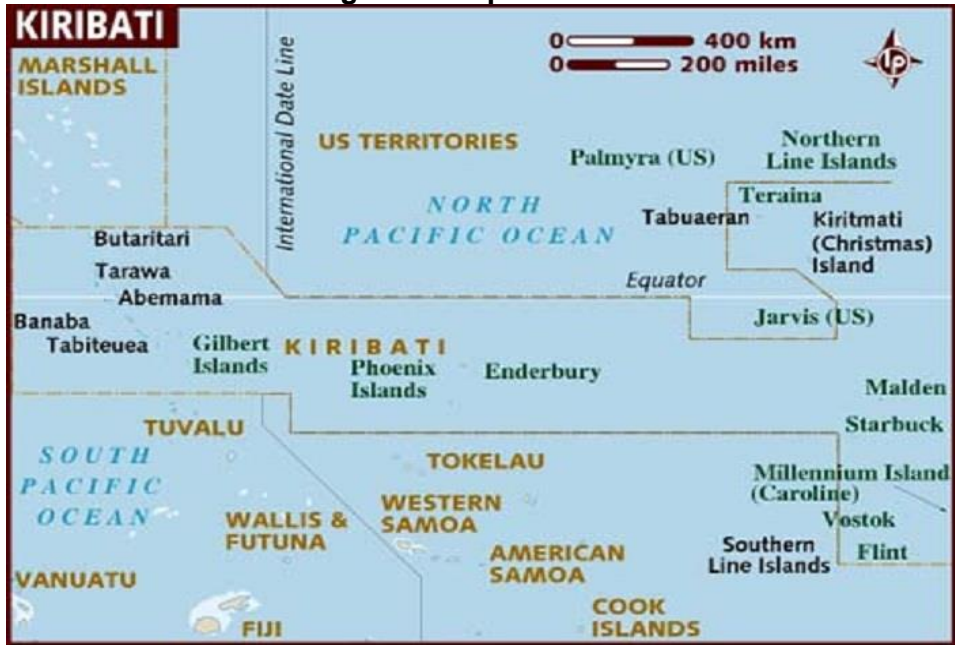 KIRIBATI
MARSHALL
ISLANDS
0 400 km
0 200 miles
LP
International Date Line
US TERRITORIES
Palmyra (US)
Northern
Line Islands
Teraina
Tabuaeran
Kiritmati
(Christmas)
Island
NORTH
PACIFIC OCEAN
Butaritari
Tarawa
Abemama
Equator
Banaba
Tabiteuea
Gilbert
Islands
KIRIBATI
Phoenix
Islands
Enderbury
Jarvis (US)
Malden
Starbuck
TUVALU
SOUTH
PACIFIC
OCEAN
TOKELAU
Millennium Island
(Caroline)
WESTERN
SAMOA
WALLIS &
FUTUNA
Vostok
Southern
Line Islands
Flint
AMERICAN
SAMOA
VANUATU
FIJI
COOK
ISLANDS